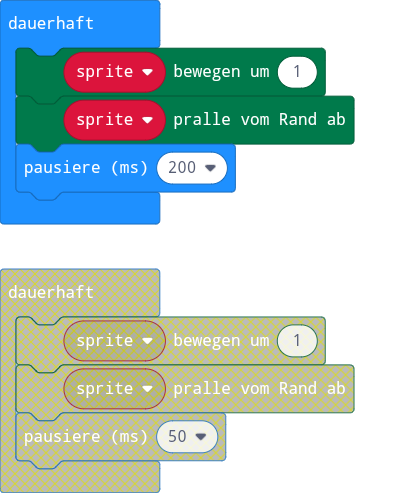 dauerhaft
sprite bewegen um 1
sprite pralle vom Rand ab
pausiere (ms) 200
dauerhaft
sprite bewegen um 1
sprite pralle vom Rand ab
pausiere (ms) 50